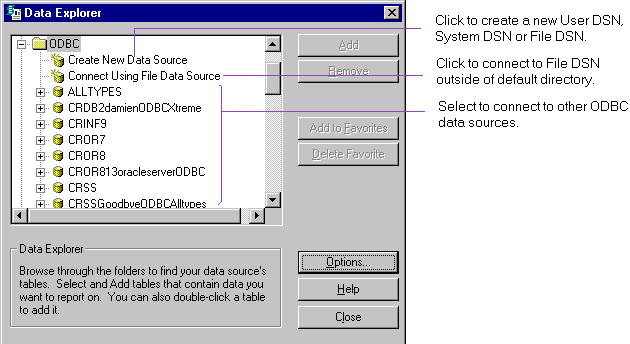 Data Explorer
ODBC
Create New Data Source
Connect Using File Data Source
ALLTYPES
CRDB2damienODBCXtreme
CRINF9
CROR7
CROR8
CROR813oracleserverODBC
CRSS
CRSSGoodbyeODBCAlltypes
Add
Remove
Add to Favorites
Delete Favorite
Options...
Help
Close
Data Explorer
Browse through the folders to find your data source's
tables. Select and Add tables that contain data you
want to report on. You can also double-click a table
to add it.
Click to create a new User DSN,
System DSN or File DSN.
Click to connect to File DSN
outside of default directory.
Select to connect to other ODBC
data sources.